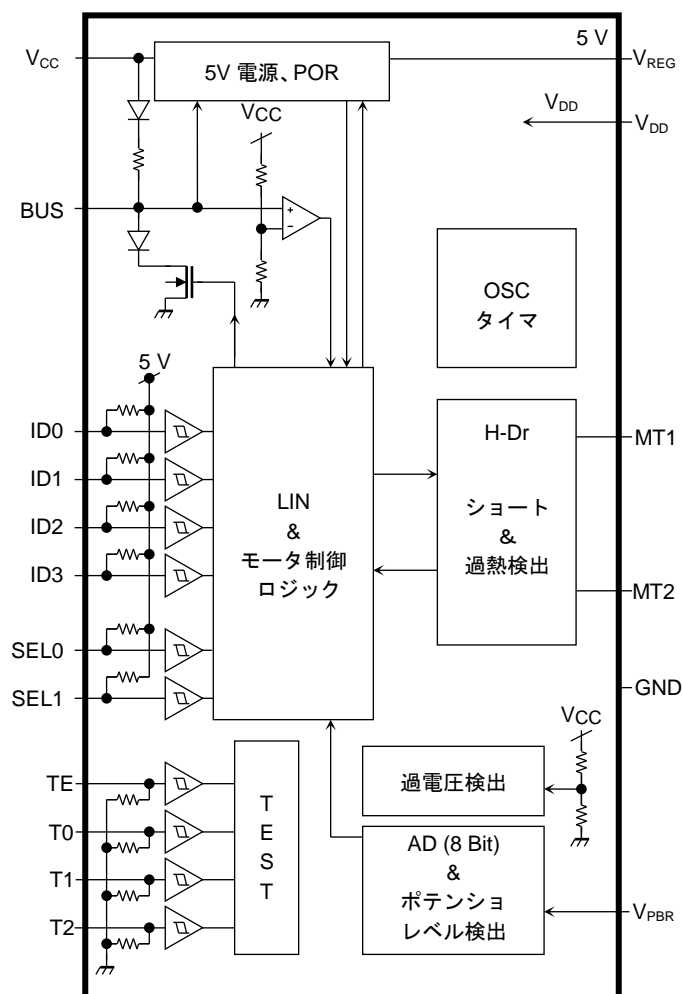 5 V
VCC
5V 電源、POR
VREG
VCC
VDD
VDD
BUS
OSC
タイマ
5 V
ID0
ID1
ID2
ID3
SEL0
SEL1
LIN
&
モータ制御
ロジック
H-Dr
ショート
&
過熱検出
MT1
MT2
GND
VCC
TE
T0
T1
T2
T
E
S
T
過電圧検出
AD (8 Bit)
&
ポテンショ
レベル検出
VPBR
+
−